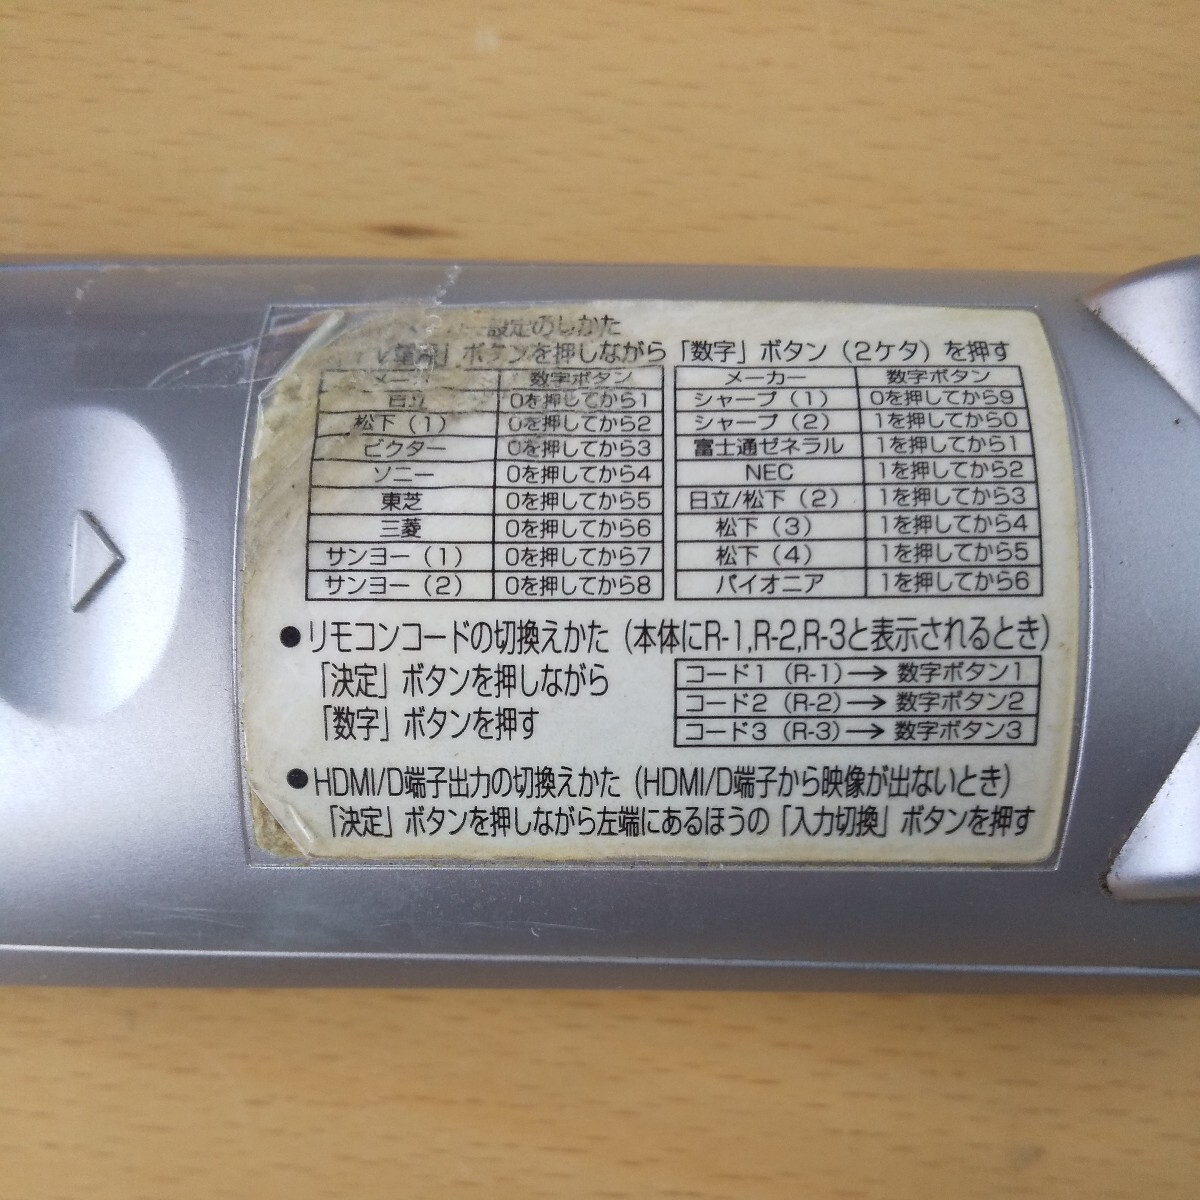 設定のしかた
電源」ボタンを押しながら「数字」ボタン（2ケタ）を押す
メーカー 数字ボタン
日立 0を押してから1
松下（1） 0を押してから2
ビクター 0を押してから3
ソニー 0を押してから4
東芝 0を押してから5
三菱 0を押してから6
サンヨー（1） 0を押してから7
サンヨー（2） 0を押してから8
メーカー 数字ボタン
シャープ（1） 0を押してから9
シャープ（2） 1を押してから0
富士通ゼネラル 1を押してから1
NEC 1を押してから2
日立/松下（2） 1を押してから3
松下（3） 1を押してから4
松下（4） 1を押してから5
パイオニア 1を押してから6
●リモコンコードの切換えかた（本体にR-1,R-2,R-3と表示されるとき）
「決定」ボタンを押しながら
「数字」ボタンを押す
コード1（R-1）→ 数字ボタン1
コード2（R-2）→ 数字ボタン2
コード3（R-3）→ 数字ボタン3
●HDMI/D端子出力の切換えかた（HDMI/D端子から映像が出ないとき）
「決定」ボタンを押しながら左端にあるほうの「入力切換」ボタンを押す